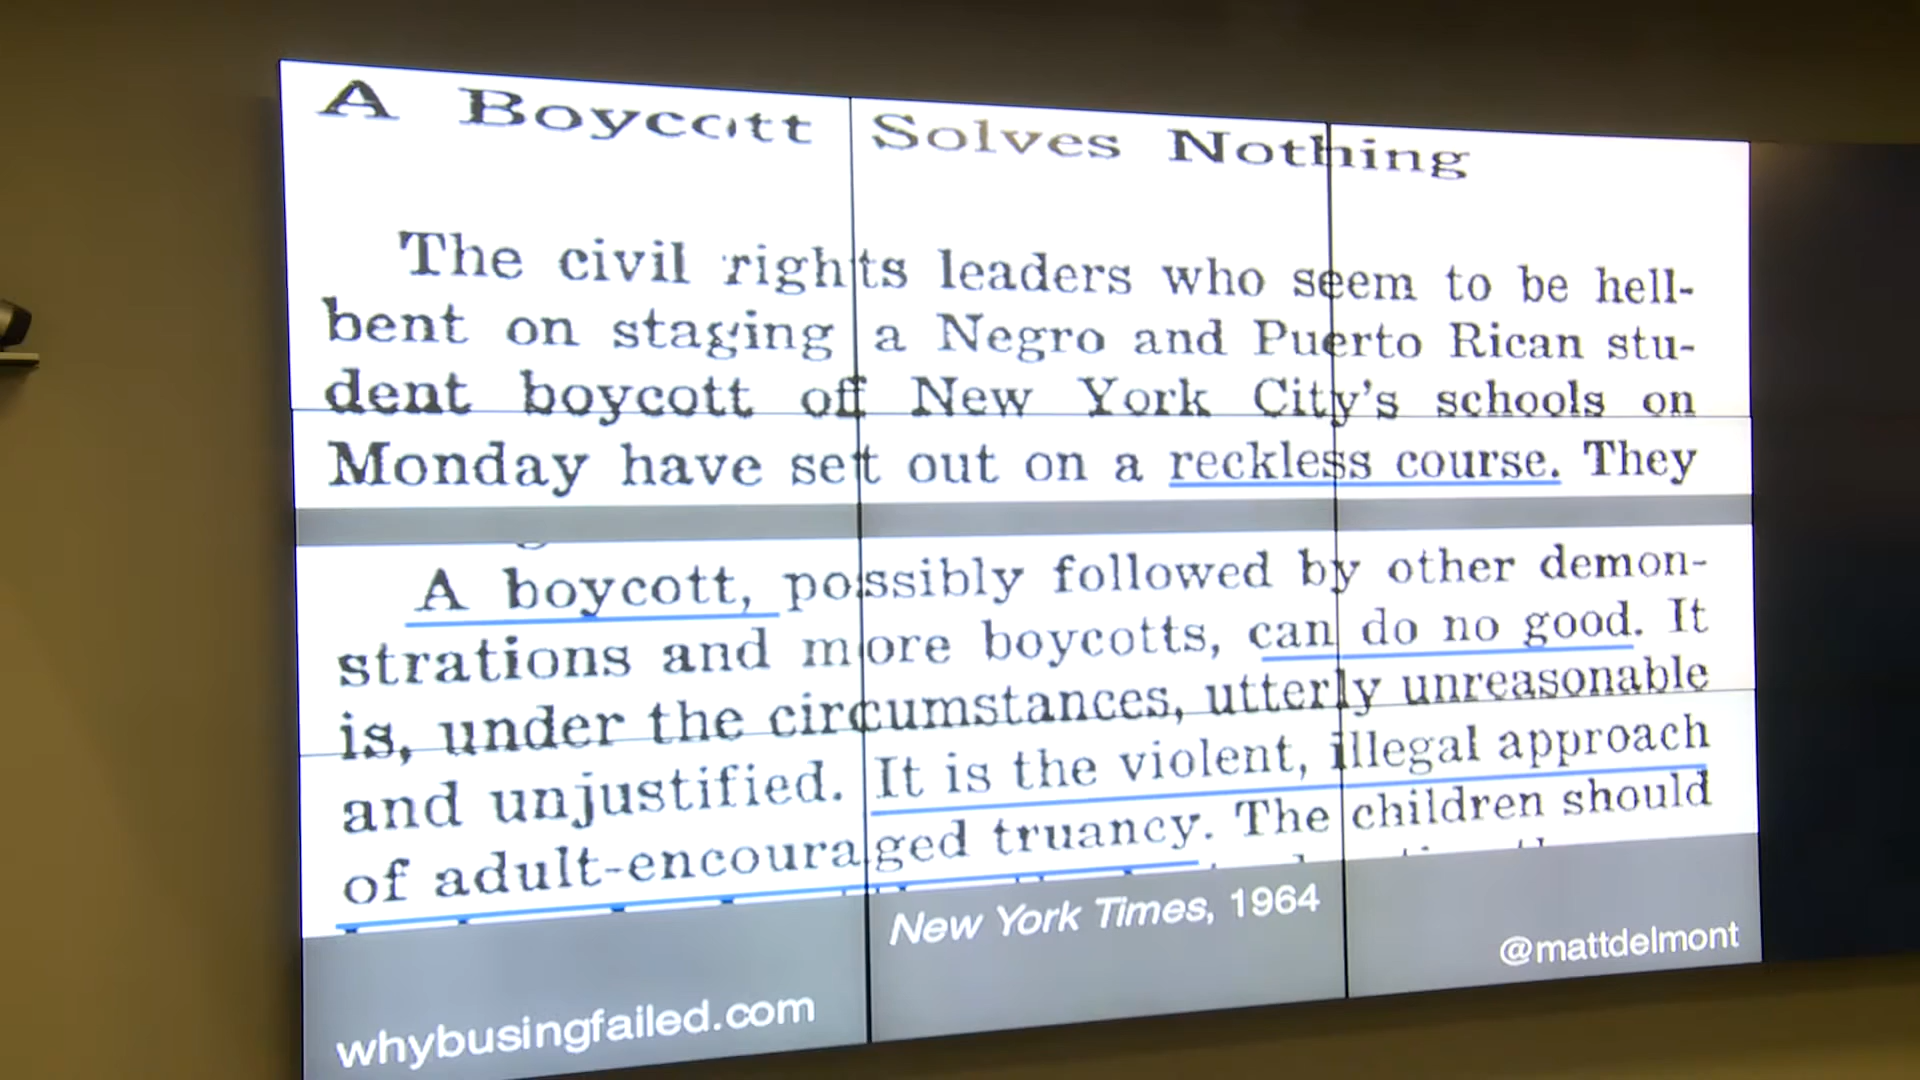 A Boycott Solves Nothing
The civil rights leaders who seem to be hell-
bent on staging a Negro and Puerto Rican stu-
dent boycott of New York City's schools on
Monday have set out on a reckless course. They
A boycott, possibly followed by other demon-
strations and more boycotts, can do no good. It
is, under the circumstances, utterly unreasonable
and unjustified. It is the violent, illegal approach
of adult-encouraged truancy. The children should
New York Times, 1964
@mattdelmont
whybusingfailed.com